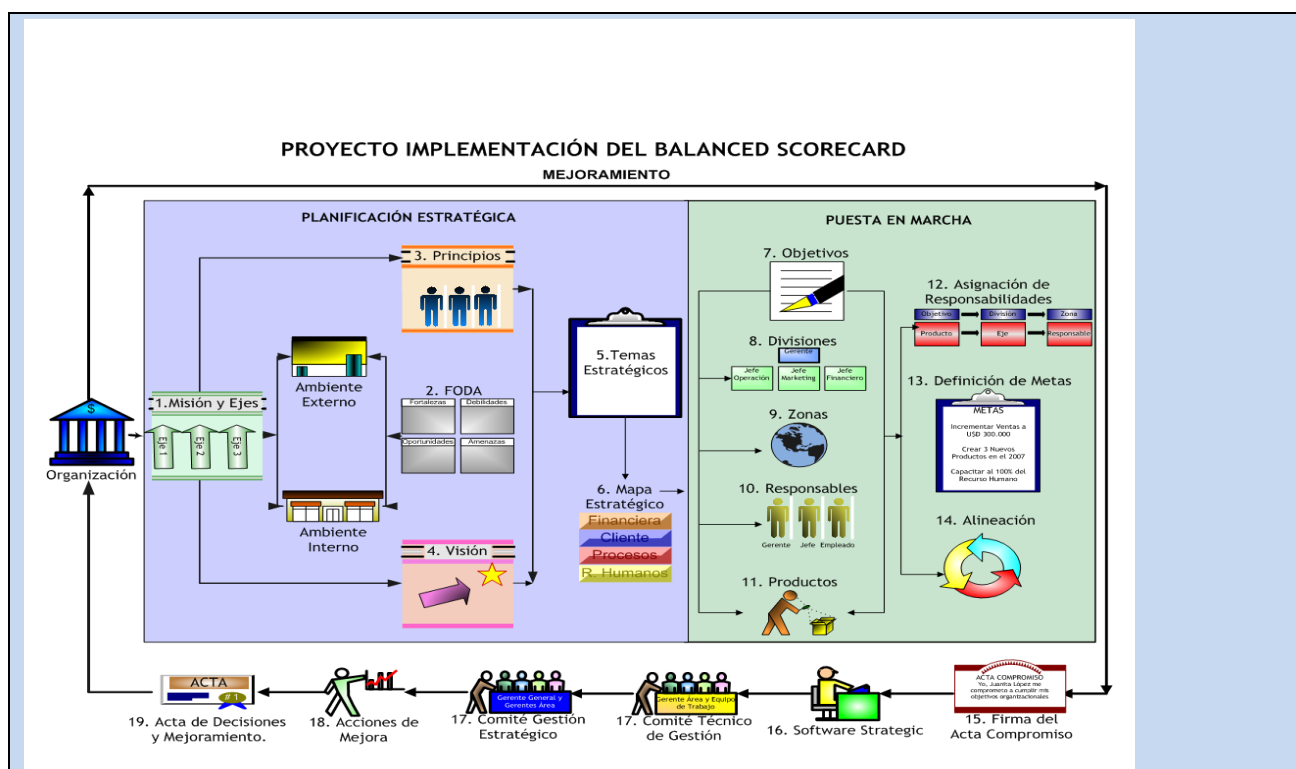 PROYECTO IMPLEMENTACIÓN DEL BALANCED SCORECARD
MEJORAMIENTO
PLANIFICACIÓN ESTRATÉGICA
PUESTA EN MARCHA
$
Organización
1.Misión y Ejes
Eje 1
Eje 2
Eje 3
Ambiente
Externo
Ambiente
Interno
2. FODA
Fortalezas
Debilidades
Oportunidades
Amenazas
3. Principios
4. Visión
5.Temas
Estratégicos
6. Mapa
Estratégico
Financiera
Cliente
Procesos
R. Humanos
7. Objetivos
8. Divisiones
Gerente
Jefe
Operación
Jefe
Marketing
Jefe
Financiero
9. Zonas
10. Responsables
Gerente
Jefe
Empleado
11. Productos
12. Asignación de
Responsabilidades
Objetivo
División
Zona
Producto
Eje
Responsable
13. Definición de Metas
METAS
Incrementar Ventas a
USD 300.000
Crear 3 Nuevos
Productos en el 2007
Capacitar al 100% del
Recurso Humano
14. Alineación
ACTA COMPROMISO
Yo, Juanita López me
comprometo a cumplir mis
objetivos organizacionales
15. Firma del
Acta Compromiso
16. Software Strategic
Gerente Área y Equipo
de Trabajo
17. Comité Técnico
de Gestión
Gerente General y
Gerentes Área
17. Comité Gestión
Estratégico
18. Acciones de
Mejora
ACTA
# 1
19. Acta de Decisiones
y Mejoramiento.